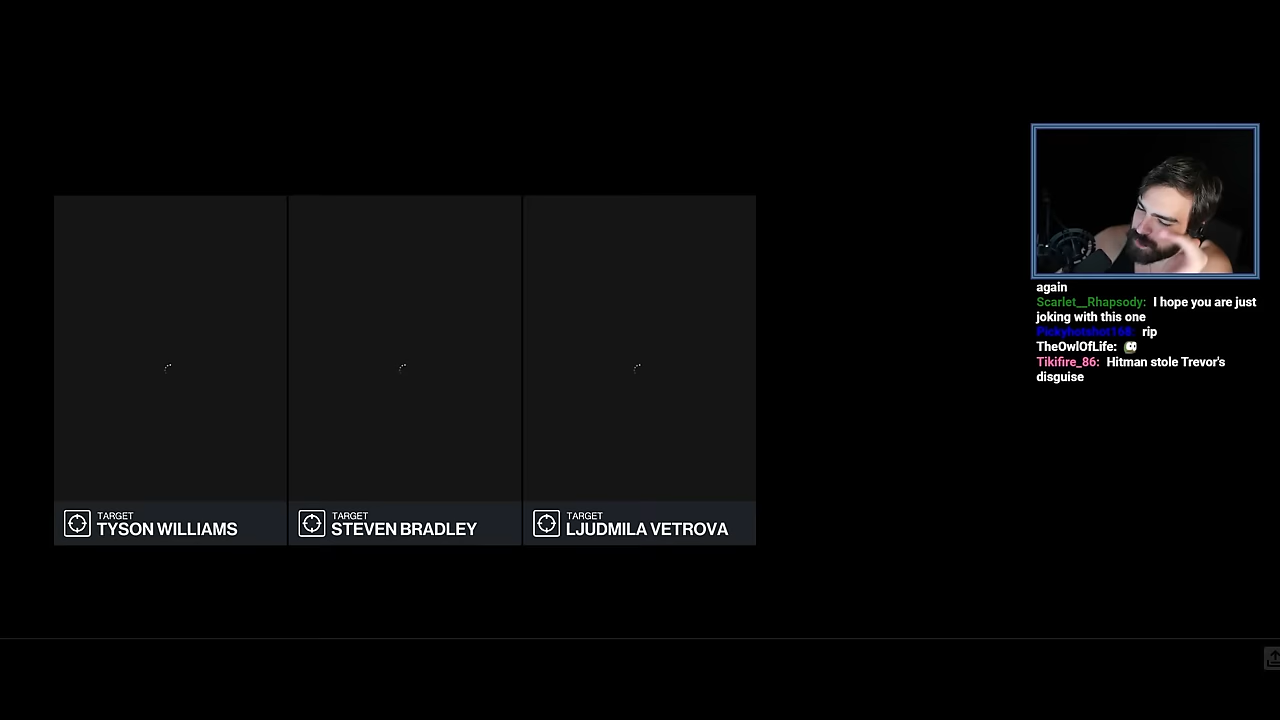 TARGET
TYSON WILLIAMS
TARGET
STEVEN BRADLEY
TARGET
LJUDMILA VETROVA
again
Scarlet__Rhapsody: I hope you are just
joking with this one
Pickyhotshot168 rip
TheOwlOfLife:
Tikifire_86: Hitman stole Trevor's
disguise